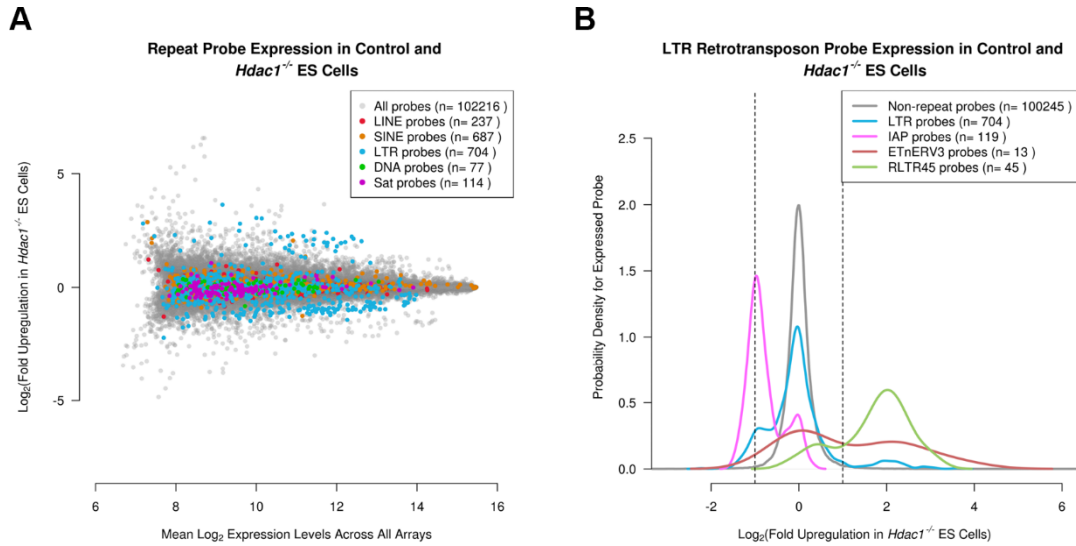 A
Repeat Probe Expression in Control and
Hdac1⁻/⁻ ES Cells
All probes (n= 102216 )
LINE probes (n= 237 )
SINE probes (n= 687 )
LTR probes (n= 704 )
DNA probes (n= 77 )
Sat probes (n= 114 )
Log₂(Fold Upregulation in Hdac1⁻/⁻ ES Cells)
5
0
-5
6 8 10 12 14 16
Mean Log₂ Expression Levels Across All Arrays
B
LTR Retrotransposon Probe Expression in Control and
Hdac1⁻/⁻ ES Cells
Non-repeat probes (n= 100245 )
LTR probes (n= 704 )
IAP probes (n= 119 )
ETnERV3 probes (n= 13 )
RLTR45 probes (n= 45 )
Probability Density for Expressed Probe
2.5
2.0
1.5
1.0
0.5
0.0
-2 0 2 4 6
Log₂(Fold Upregulation in Hdac1⁻/⁻ ES Cells)